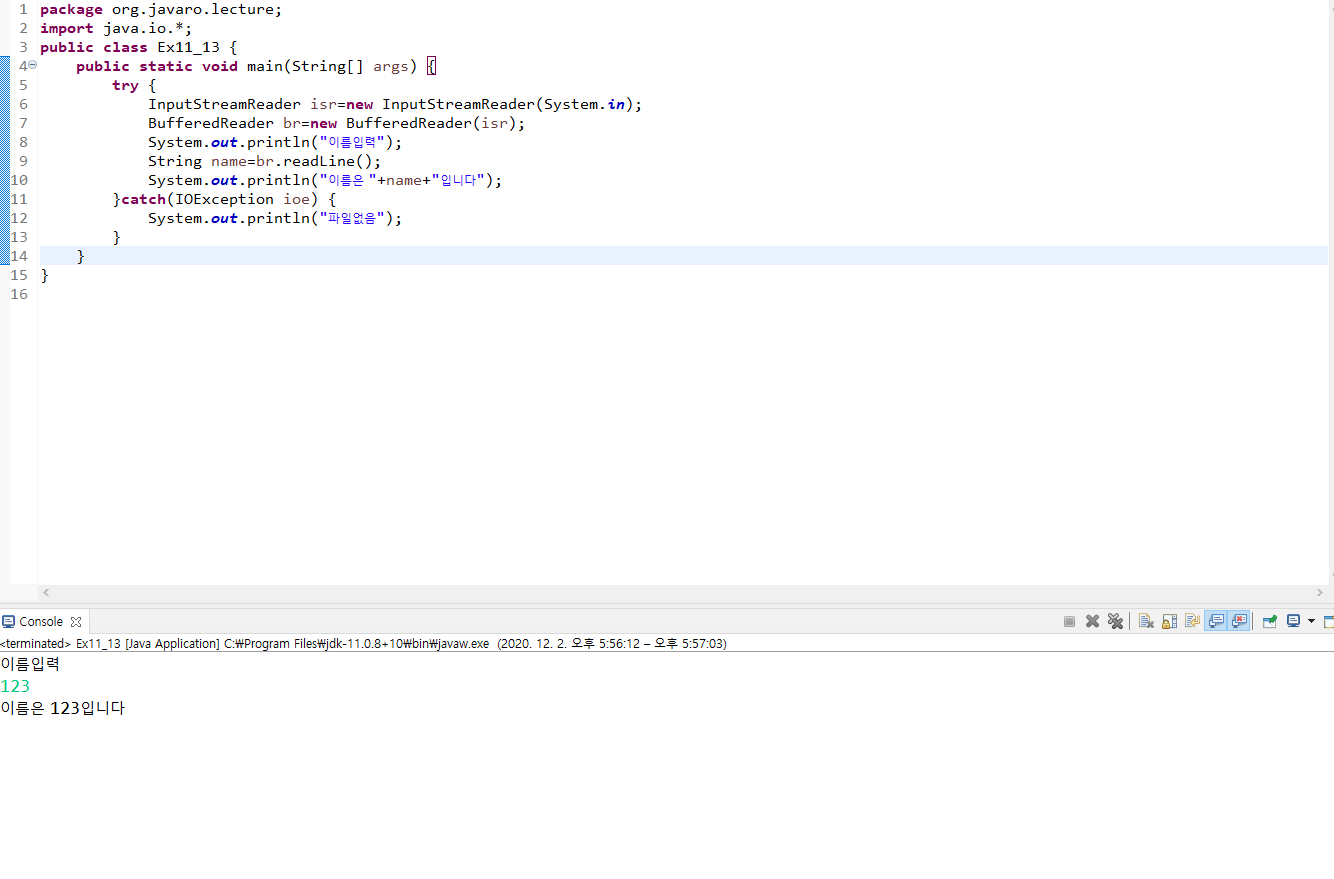 1 package org.javaro.lecture;
2 import java.io.*;
3 public class Ex11_13 {
4     public static void main(String[] args) {
5         try {
6             InputStreamReader isr=new InputStreamReader(System.in);
7             BufferedReader br=new BufferedReader(isr);
8             System.out.println("이름입력");
9             String name=br.readLine();
10             System.out.println("이름은 "+name+"입니다");
11         }catch(IOException ioe) {
12             System.out.println("파일없음");
13         }
14     }
15 }
16
Console
<terminated> Ex11_13 [Java Application] C:₩Program Files₩jdk-11.0.8+10₩bin₩javaw.exe (2020. 12. 2. 오후 5:56:12 – 오후 5:57:03)
이름입력
123
이름은 123입니다